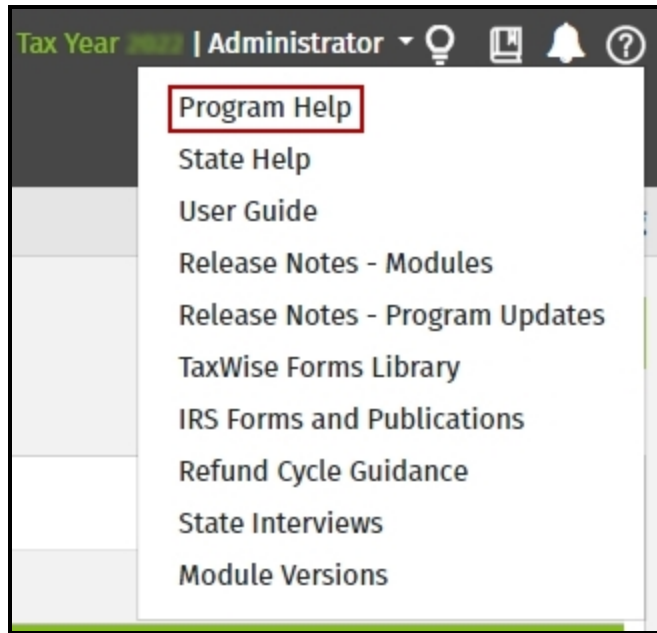 Tax Year | Administrator
Program Help
State Help
User Guide
Release Notes - Modules
Release Notes - Program Updates
TaxWise Forms Library
IRS Forms and Publications
Refund Cycle Guidance
State Interviews
Module Versions